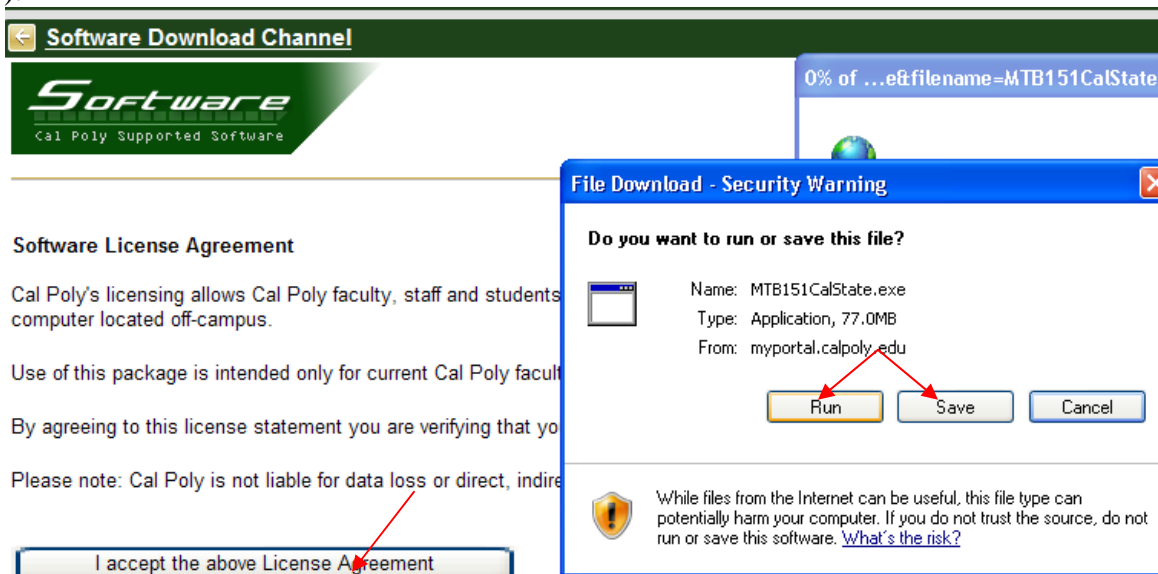 ).
Software Download Channel
Software
Cal Poly Supported Software
0% of ...e&filename=MTB151CalState
File Download - Security Warning
Do you want to run or save this file?
Name: MTB151CalState.exe
Type: Application, 77.0MB
From: myportal.calpoly.edu
Run Save Cancel
While files from the Internet can be useful, this file type can
potentially harm your computer. If you do not trust the source, do not
run or save this software. What's the risk?
Software License Agreement
Cal Poly's licensing allows Cal Poly faculty, staff and students
computer located off-campus.
Use of this package is intended only for current Cal Poly facult
By agreeing to this license statement you are verifying that yo
Please note: Cal Poly is not liable for data loss or direct, indire
I accept the above License Agreement